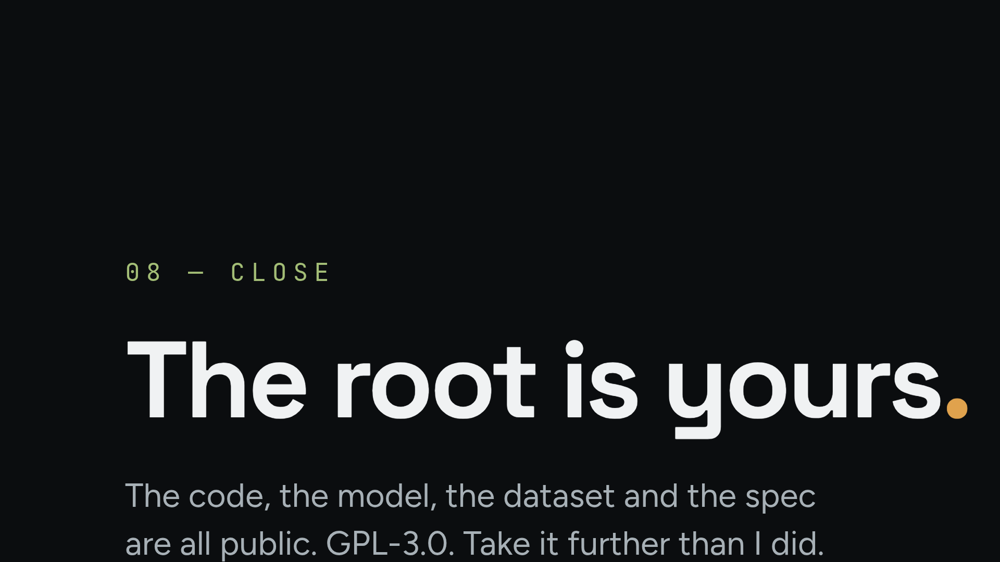 08 — CLOSE
The root is yours.
The code, the model, the dataset and the spec
are all public. GPL-3.0. Take it further than I did.